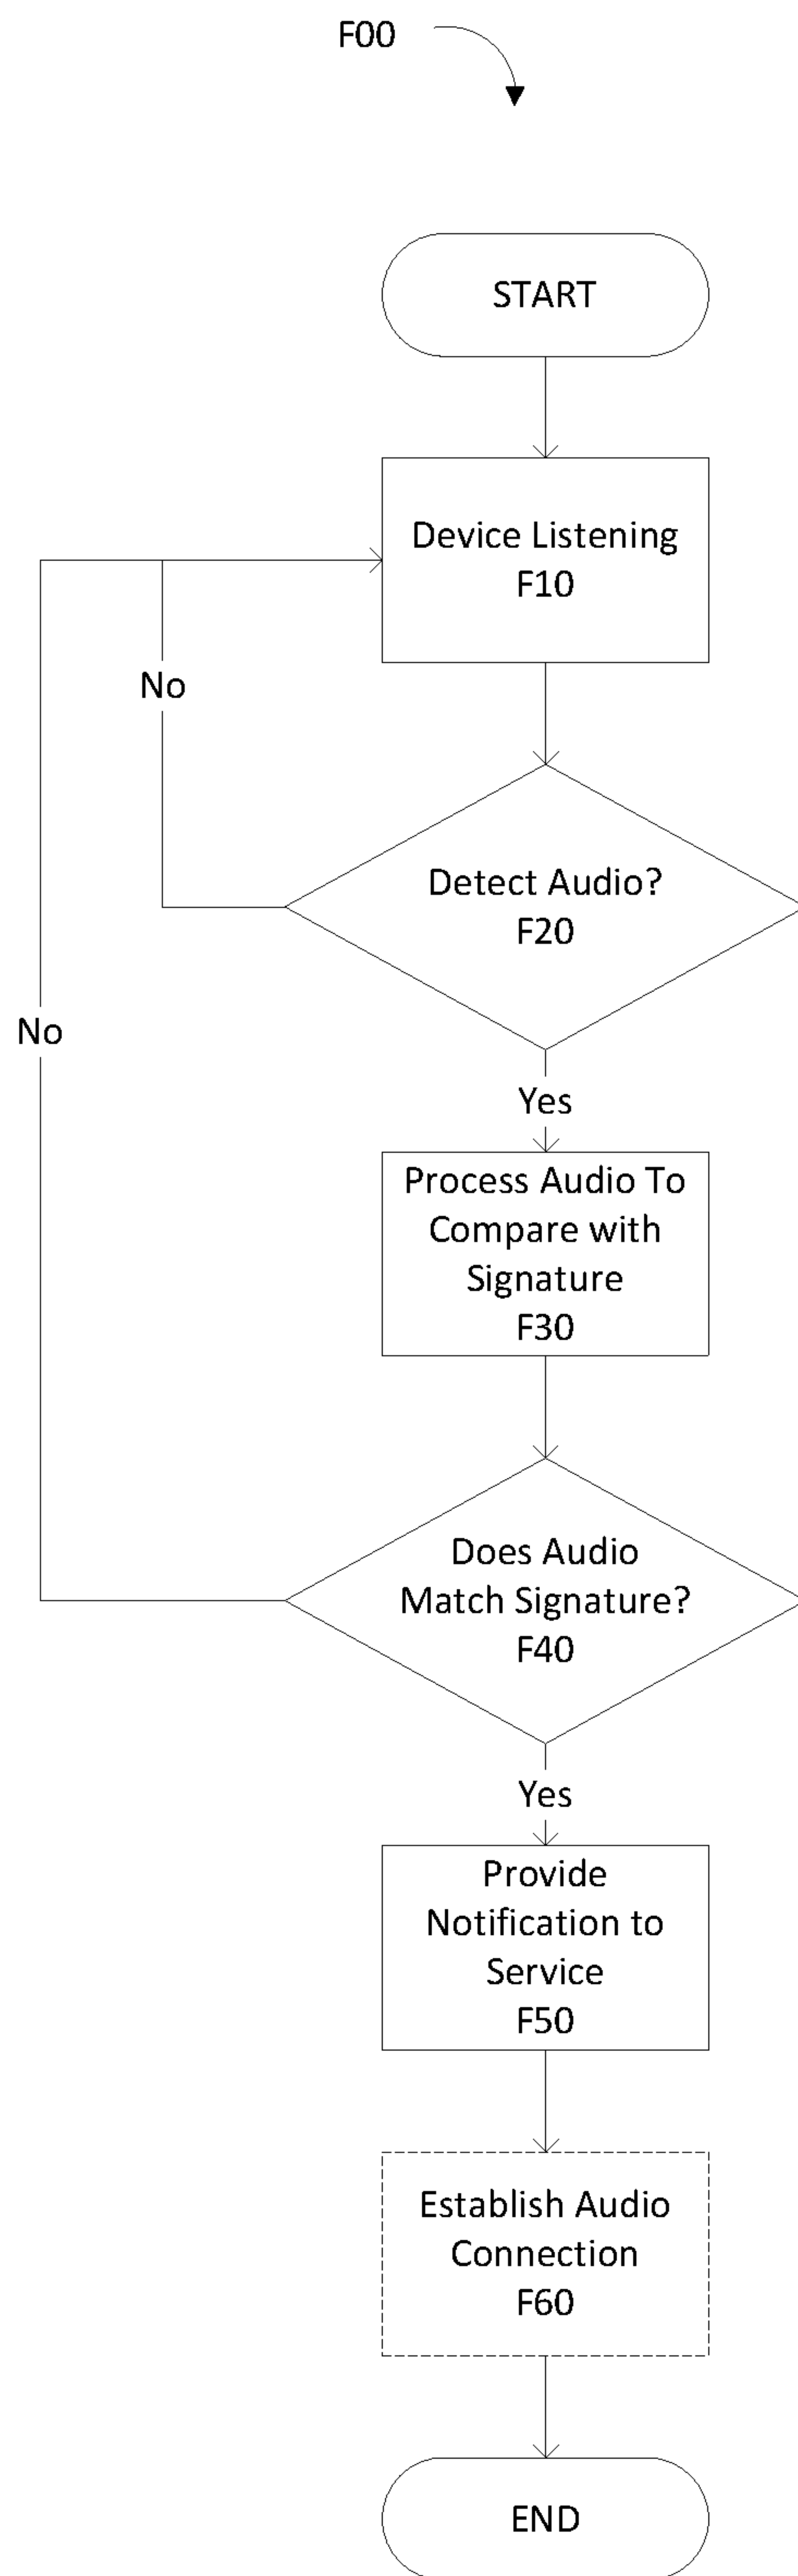 F00
START
Device Listening
F10
No
Detect Audio?
F20
No
Yes
Process Audio To
Compare with
Signature
F30
Does Audio
Match Signature?
F40
Yes
Provide
Notification to
Service
F50
Establish Audio
Connection
F60
END